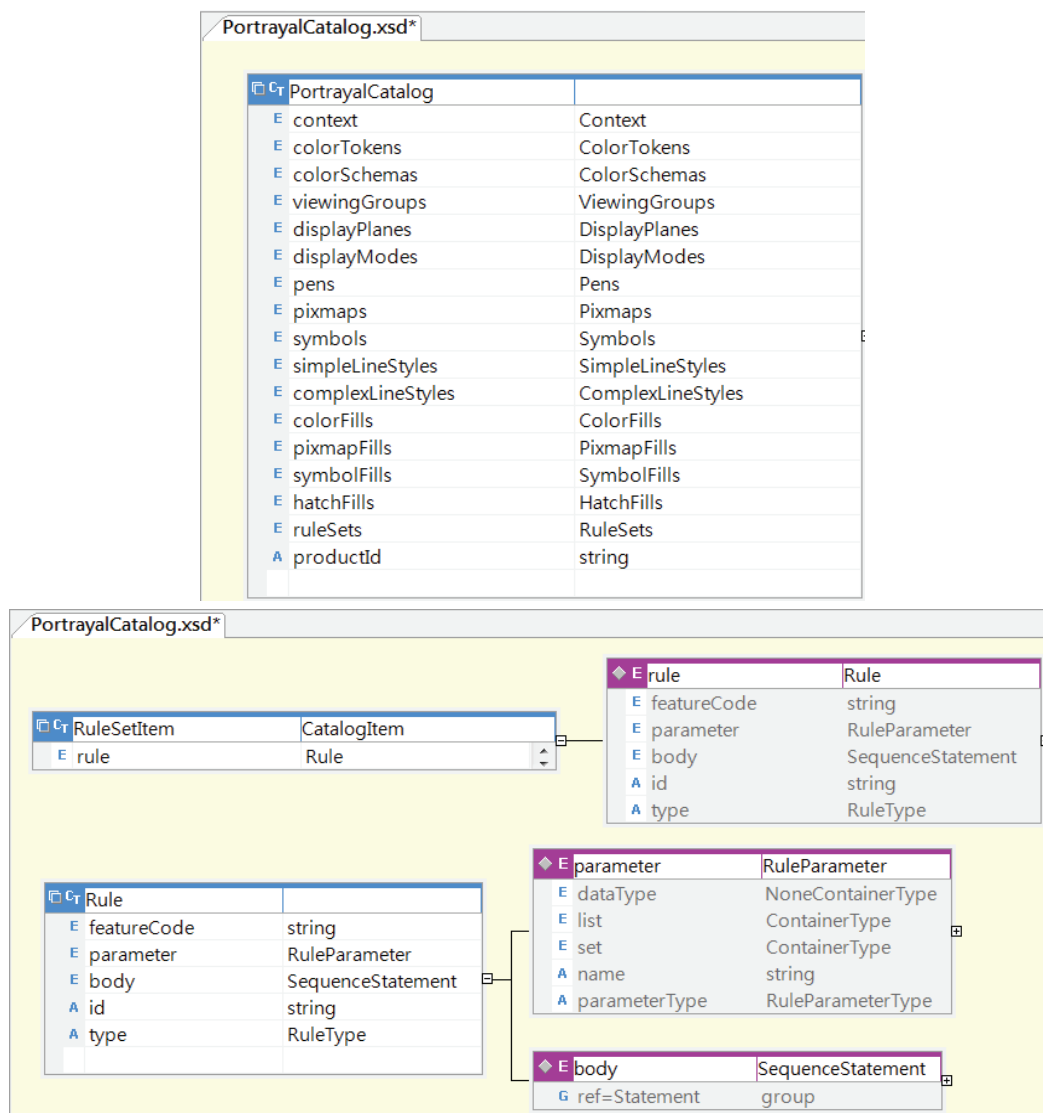 PortrayalCatalog.xsd*
CT PortrayalCatalog
E context Context
E colorTokens ColorTokens
E colorSchemas ColorSchemas
E viewingGroups ViewingGroups
E displayPlanes DisplayPlanes
E displayModes DisplayModes
E pens Pens
E pixmaps Pixmaps
E symbols Symbols
E simpleLineStyles SimpleLineStyles
E complexLineStyles ComplexLineStyles
E colorFills ColorFills
E pixmapFills PixmapFills
E symbolFills SymbolFills
E hatchFills HatchFills
E ruleSets RuleSets
A productId string
PortrayalCatalog.xsd*
E rule Rule
E featureCode string
E parameter RuleParameter
E body SequenceStatement
A id string
A type RuleType
CT RuleSetItem CatalogItem
E rule Rule
E parameter RuleParameter
E dataType NoneContainerType
E list ContainerType
E set ContainerType
A name string
A parameterType RuleParameterType
CT Rule
E featureCode string
E parameter RuleParameter
E body SequenceStatement
A id string
A type RuleType
E body SequenceStatement
G ref=Statement group